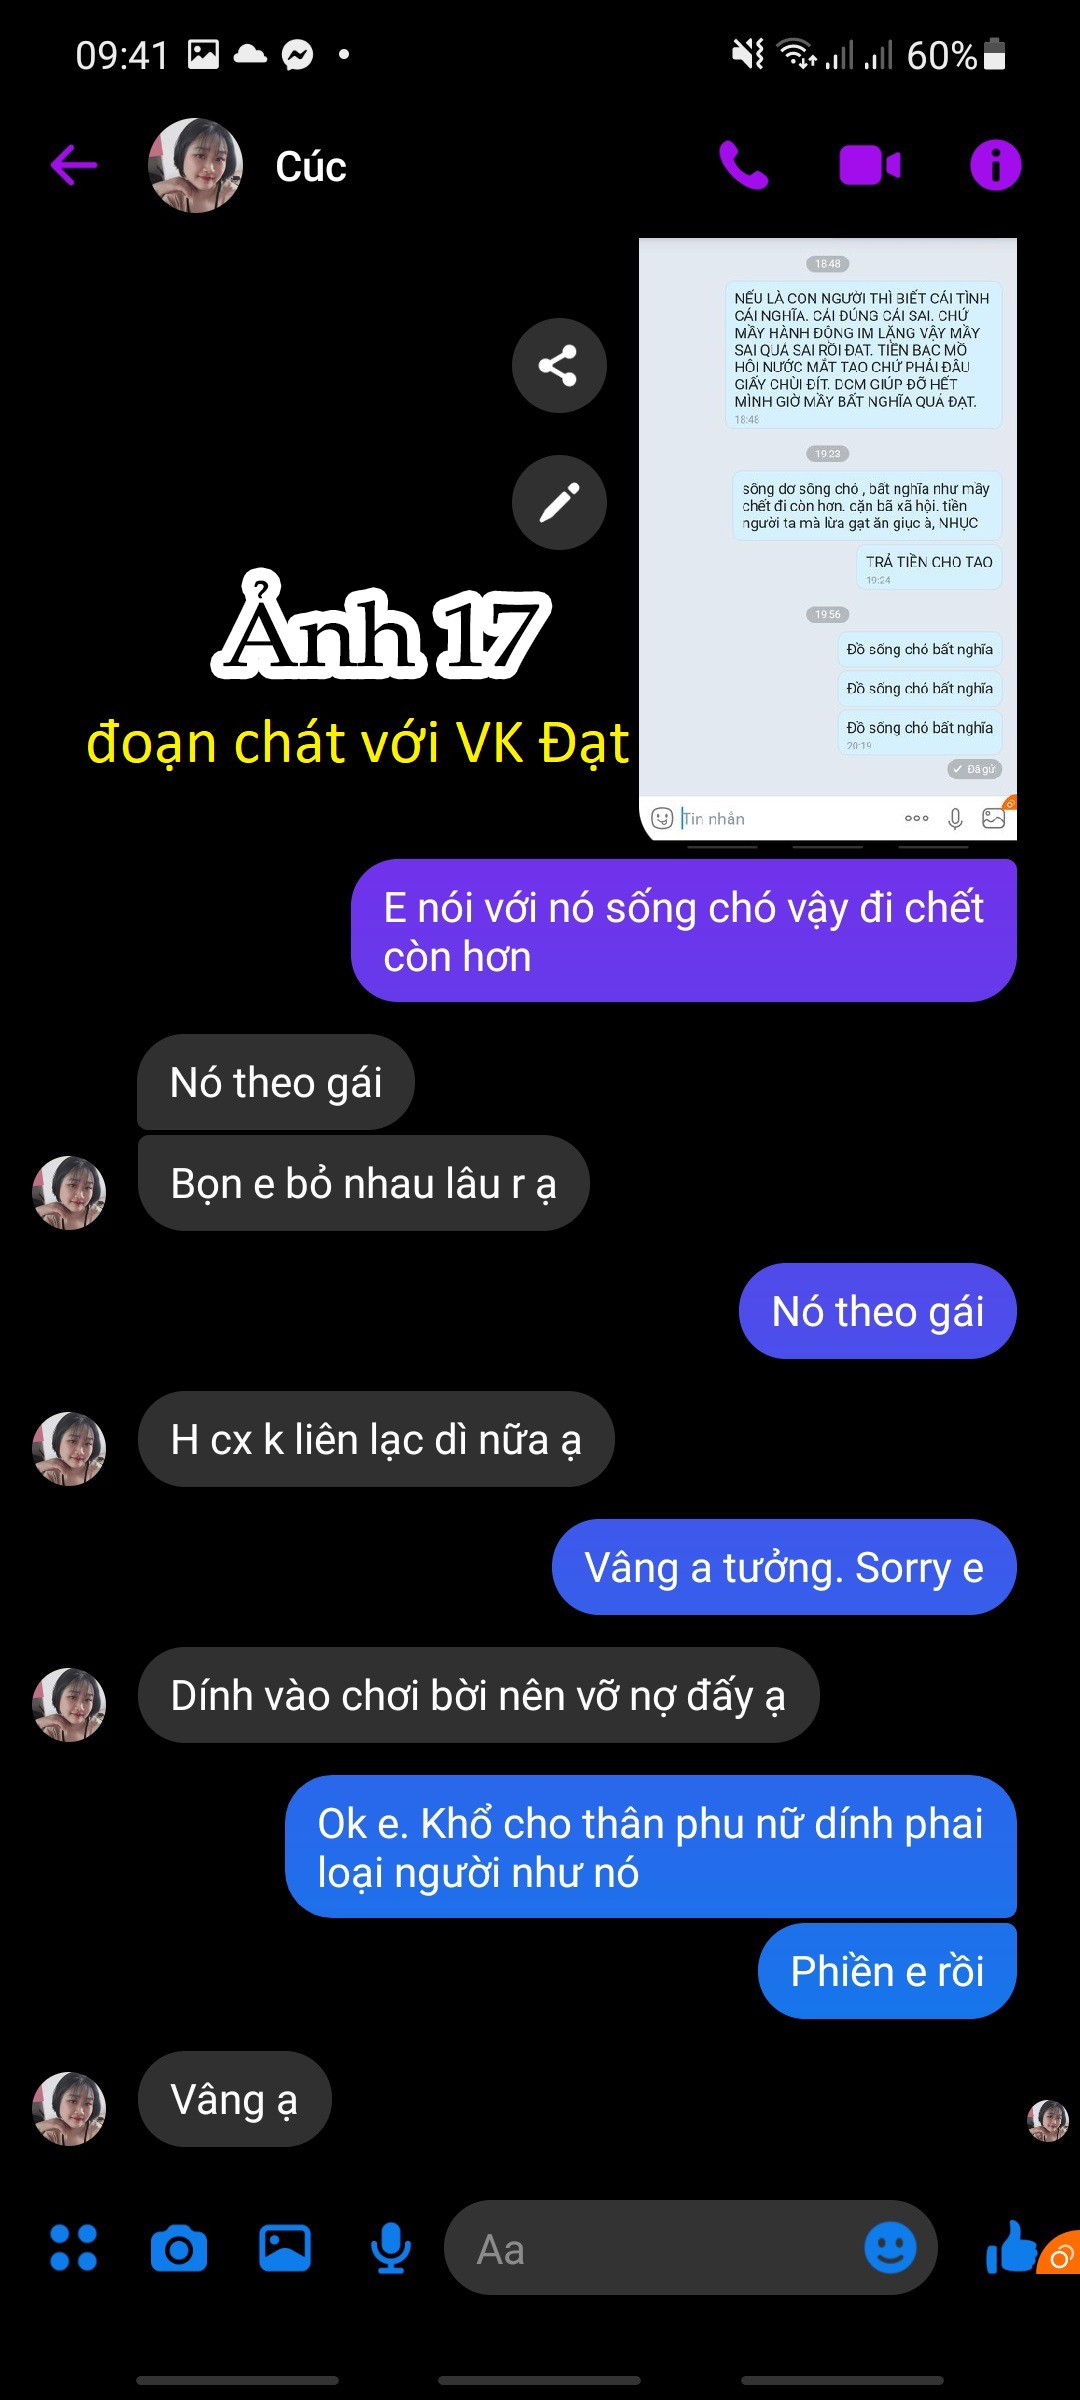 09:41
60%
Cúc
18:48
NẾU LÀ CON NGƯỜI THÌ BIẾT CÁI TÌNH
CÁI NGHĨA. CÁI ĐÚNG CÁI SAI. CHỨ
MẦY HÀNH ĐỘNG IM LẶNG VẬY MẦY
SAI QUÁ SAI RỒI ĐẠT. TIỀN BẠC MỒ
HÔI NƯỚC MẮT TAO CHỨ PHẢI ĐÂU
GIẤY CHÙI ĐÍT. DCM GIÚP ĐỠ HẾT
MÌNH GIỜ MẦY BẤT NGHĨA QUÁ ĐẠT.
18:48
19:23
sống dơ sống chó , bất nghĩa như mầy
chết đi còn hơn. cặn bã xã hội. tiền
người ta mà lừa gạt ăn giục à, NHỤC
TRẢ TIỀN CHO TAO
19:24
19:56
Đồ sống chó bất nghĩa
Đồ sống chó bất nghĩa
Đồ sống chó bất nghĩa
20:19
Đã gửi
Tin nhắn
Ảnh 17
đoạn chát với VK Đạt
E nói với nó sống chó vậy đi chết
còn hơn
Nó theo gái
Bọn e bỏ nhau lâu r ạ
Nó theo gái
H cx k liên lạc dì nữa ạ
Vâng a tưởng. Sorry e
Dính vào chơi bời nên vỡ nợ đấy ạ
Ok e. Khổ cho thân phu nữ dính phai
loại người như nó
Phiền e rồi
Vâng ạ
Aa